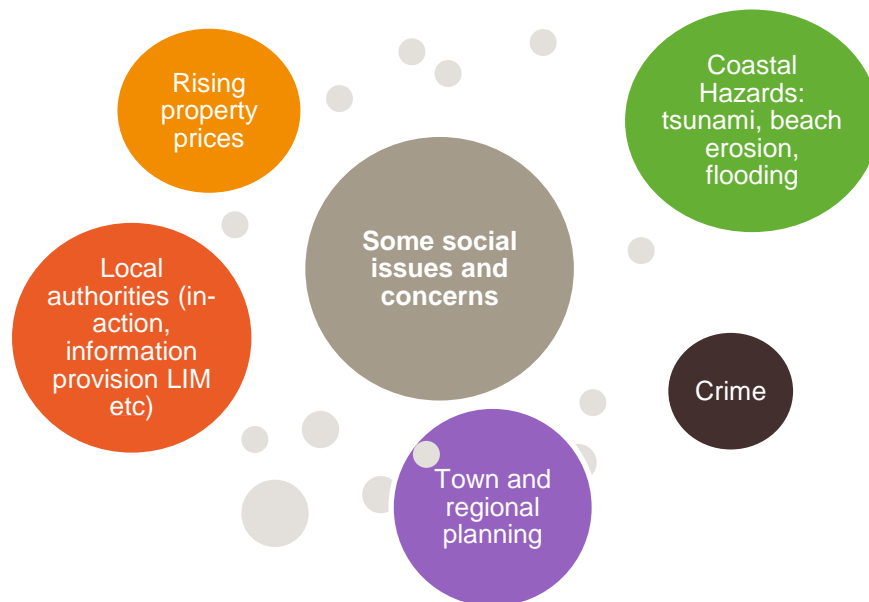 Rising
property
prices
Coastal
Hazards:
tsunami, beach
erosion,
flooding
Some social
issues and
concerns
Local
authorities (in-
action,
information
provision LIM
etc)
Crime
Town and
regional
planning